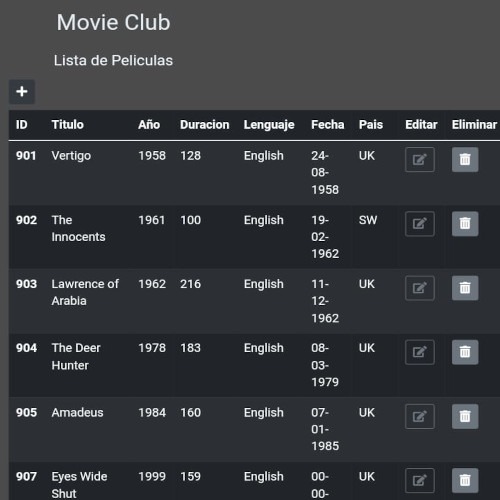 Movie Club
Lista de Peliculas
+
ID Titulo Año Duracion Lenguaje Fecha Pais Editar Eliminar
901 Vertigo 1958 128 English 24-08-1958 UK
902 The Innocents 1961 100 English 19-02-1962 SW
903 Lawrence of Arabia 1962 216 English 11-12-1962 UK
904 The Deer Hunter 1978 183 English 08-03-1979 UK
905 Amadeus 1984 160 English 07-01-1985 UK
907 Eyes Wide Shut 1999 159 English 00-00- UK